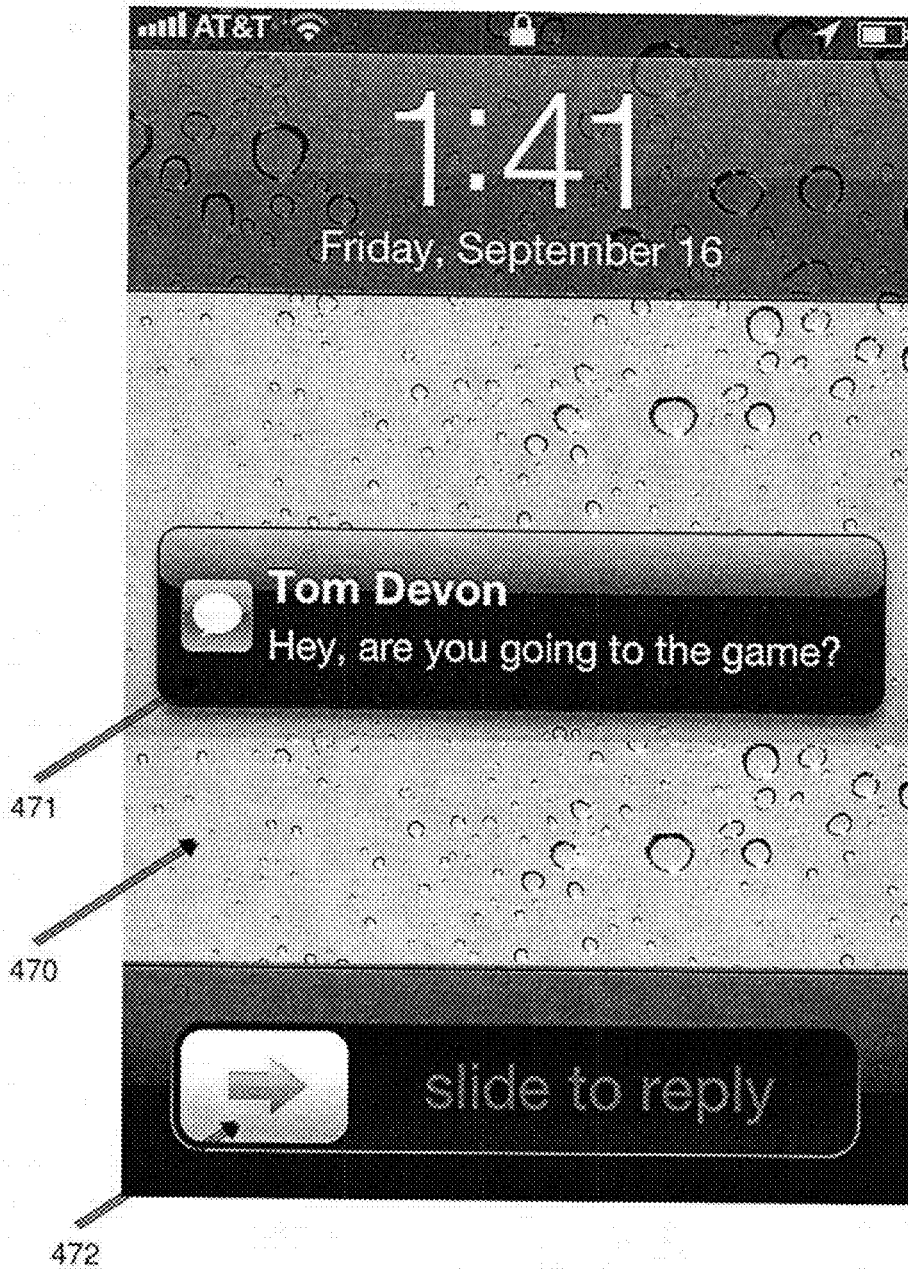 AT&T
1:41
Friday, September 16
Tom Devon
Hey, are you going to the game?
471
470
slide to reply
472